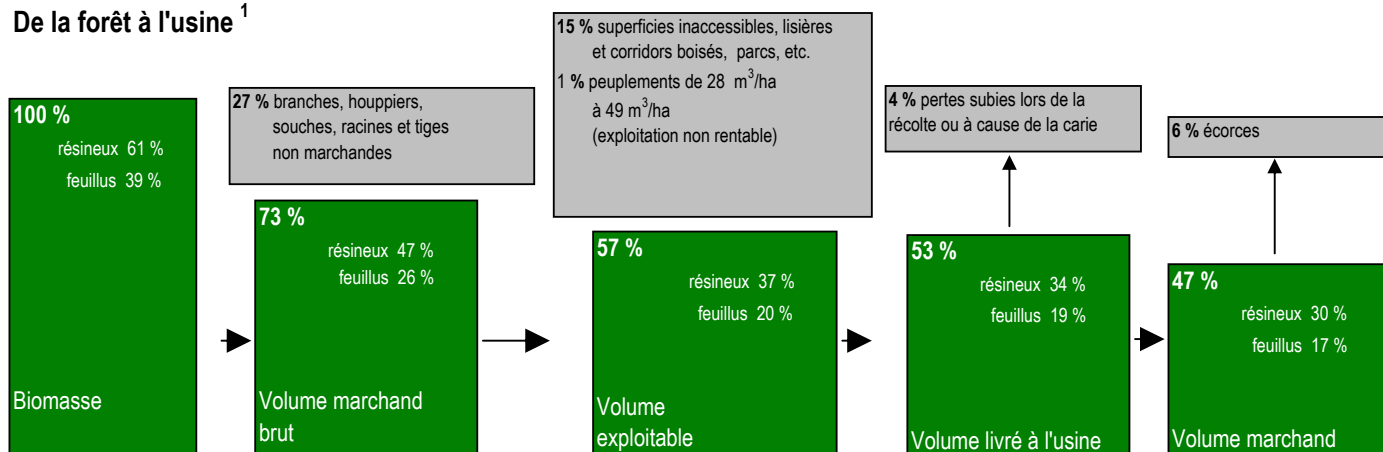 De la forêt à l'usine ¹
100 %
résineux 61 %
feuillus 39 %
Biomasse
27 % branches, houppiers,
souches, racines et tiges
non marchandes
73 %
résineux 47 %
feuillus 26 %
Volume marchand
brut
15 % superficies inaccessibles, lisières
et corridors boisés, parcs, etc.
1 % peuplements de 28 m³/ha
à 49 m³/ha
(exploitation non rentable)
57 %
résineux 37 %
feuillus 20 %
Volume
exploitable
4 % pertes subies lors de la
récolte ou à cause de la carie
53 %
résineux 34 %
feuillus 19 %
Volume livré à l'usine
6 % écorces
47 %
résineux 30 %
feuillus 17 %
Volume marchand